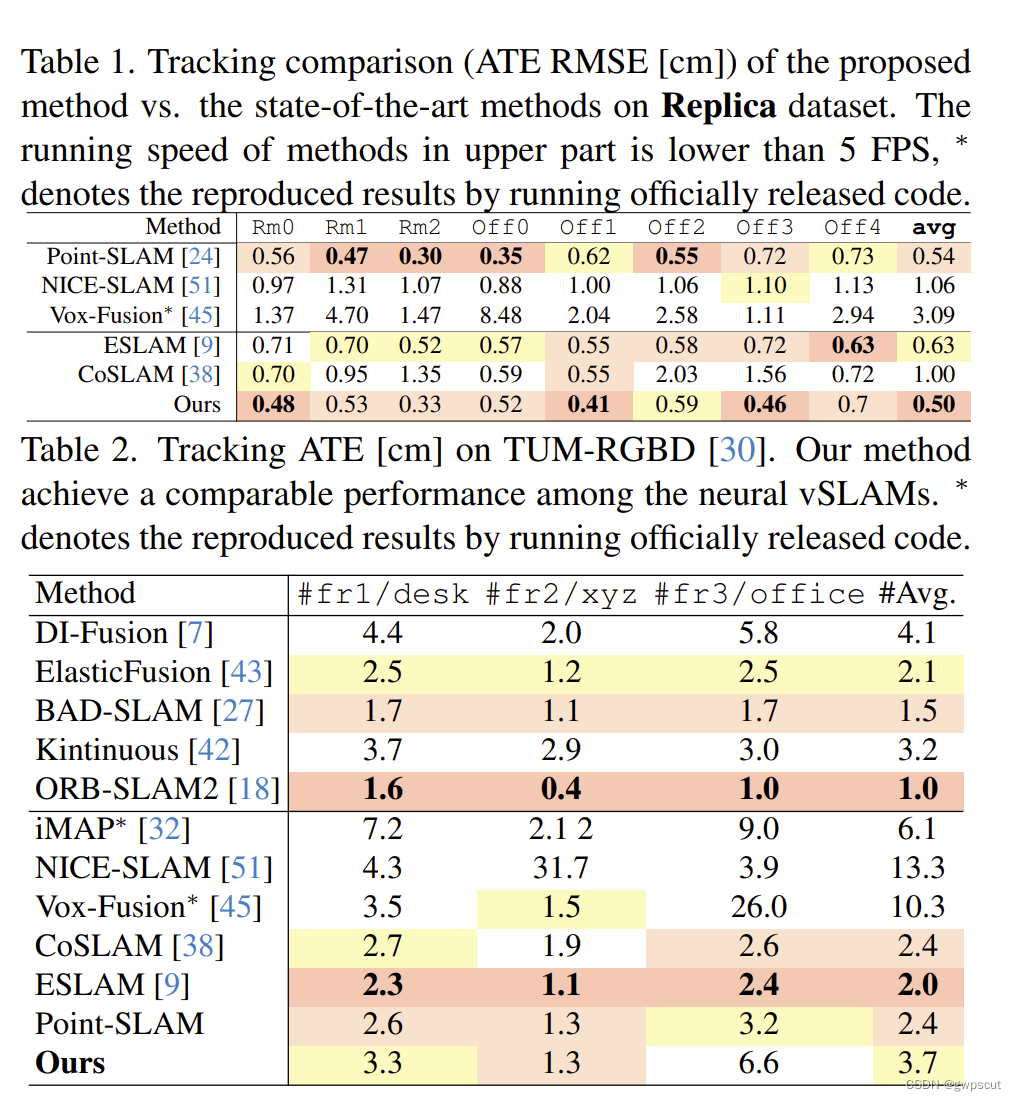 Table 1. Tracking comparison (ATE RMSE [cm]) of the proposed
method vs. the state-of-the-art methods on Replica dataset. The
running speed of methods in upper part is lower than 5 FPS, *
denotes the reproduced results by running officially released code.
Method Rm0 Rm1 Rm2 Off0 Off1 Off2 Off3 Off4 avg
Point-SLAM [24] 0.56 0.47 0.30 0.35 0.62 0.55 0.72 0.73 0.54
NICE-SLAM [51] 0.97 1.31 1.07 0.88 1.00 1.06 1.10 1.13 1.06
Vox-Fusion* [45] 1.37 4.70 1.47 8.48 2.04 2.58 1.11 2.94 3.09
ESLAM [9] 0.71 0.70 0.52 0.57 0.55 0.58 0.72 0.63 0.63
CoSLAM [38] 0.70 0.95 1.35 0.59 0.55 2.03 1.56 0.72 1.00
Ours 0.48 0.53 0.33 0.52 0.41 0.59 0.46 0.7 0.50
Table 2. Tracking ATE [cm] on TUM-RGBD [30]. Our method
achieve a comparable performance among the neural vSLAMs. *
denotes the reproduced results by running officially released code.
Method #fr1/desk #fr2/xyz #fr3/office #Avg.
DI-Fusion [7] 4.4 2.0 5.8 4.1
ElasticFusion [43] 2.5 1.2 2.5 2.1
BAD-SLAM [27] 1.7 1.1 1.7 1.5
Kintinuous [42] 3.7 2.9 3.0 3.2
ORB-SLAM2 [18] 1.6 0.4 1.0 1.0
iMAP* [32] 7.2 2.1 2 9.0 6.1
NICE-SLAM [51] 4.3 31.7 3.9 13.3
Vox-Fusion* [45] 3.5 1.5 26.0 10.3
CoSLAM [38] 2.7 1.9 2.6 2.4
ESLAM [9] 2.3 1.1 2.4 2.0
Point-SLAM 2.6 1.3 3.2 2.4
Ours 3.3 1.3 6.6 3.7
CSDN @gwpscut